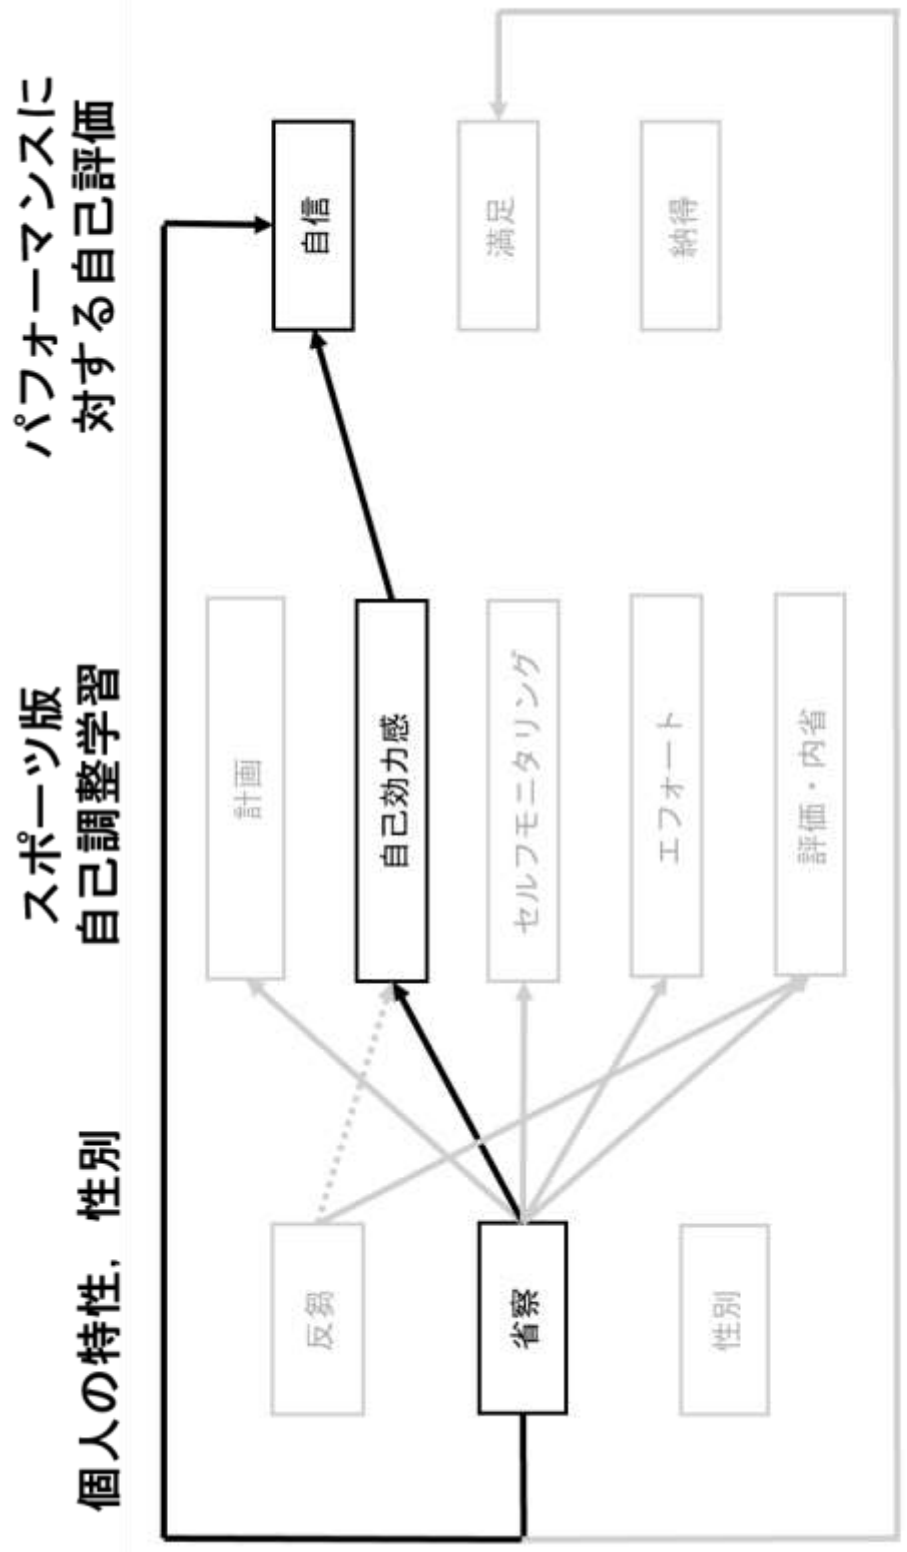 個人の特性，性別
スポーツ版
自己調整学習
パフォーマンスに
対する自己評価
反芻
省察
性別
計画
自己効力感
セルフモニタリング
エフォート
評価・内省
自信
満足
納得